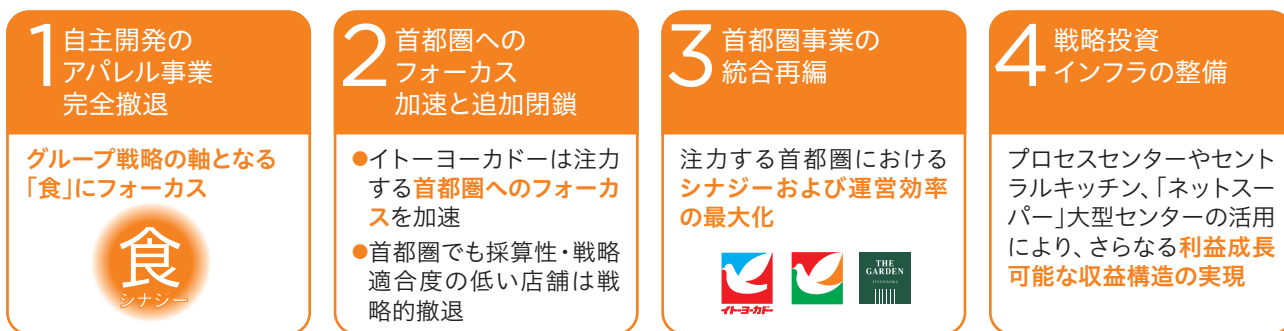 1 自主開発の
アパレル事業
完全撤退
グループ戦略の軸となる
「食」にフォーカス
食
シナジー
2 首都圏への
フォーカス
加速と追加閉鎖
●イトーヨーカドーは注力
する首都圏へのフォーカ
スを加速
●首都圏でも採算性・戦略
適合度の低い店舗は戦
略的撤退
3 首都圏事業の
統合再編
注力する首都圏における
シナジーおよび運営効率
の最大化
イトーヨーカドー
THE
GARDEN
4 戦略投資
インフラの整備
プロセスセンターやセント
ラルキッチン、「ネットスー
パー」大型センターの活用
により、さらなる利益成長
可能な収益構造の実現